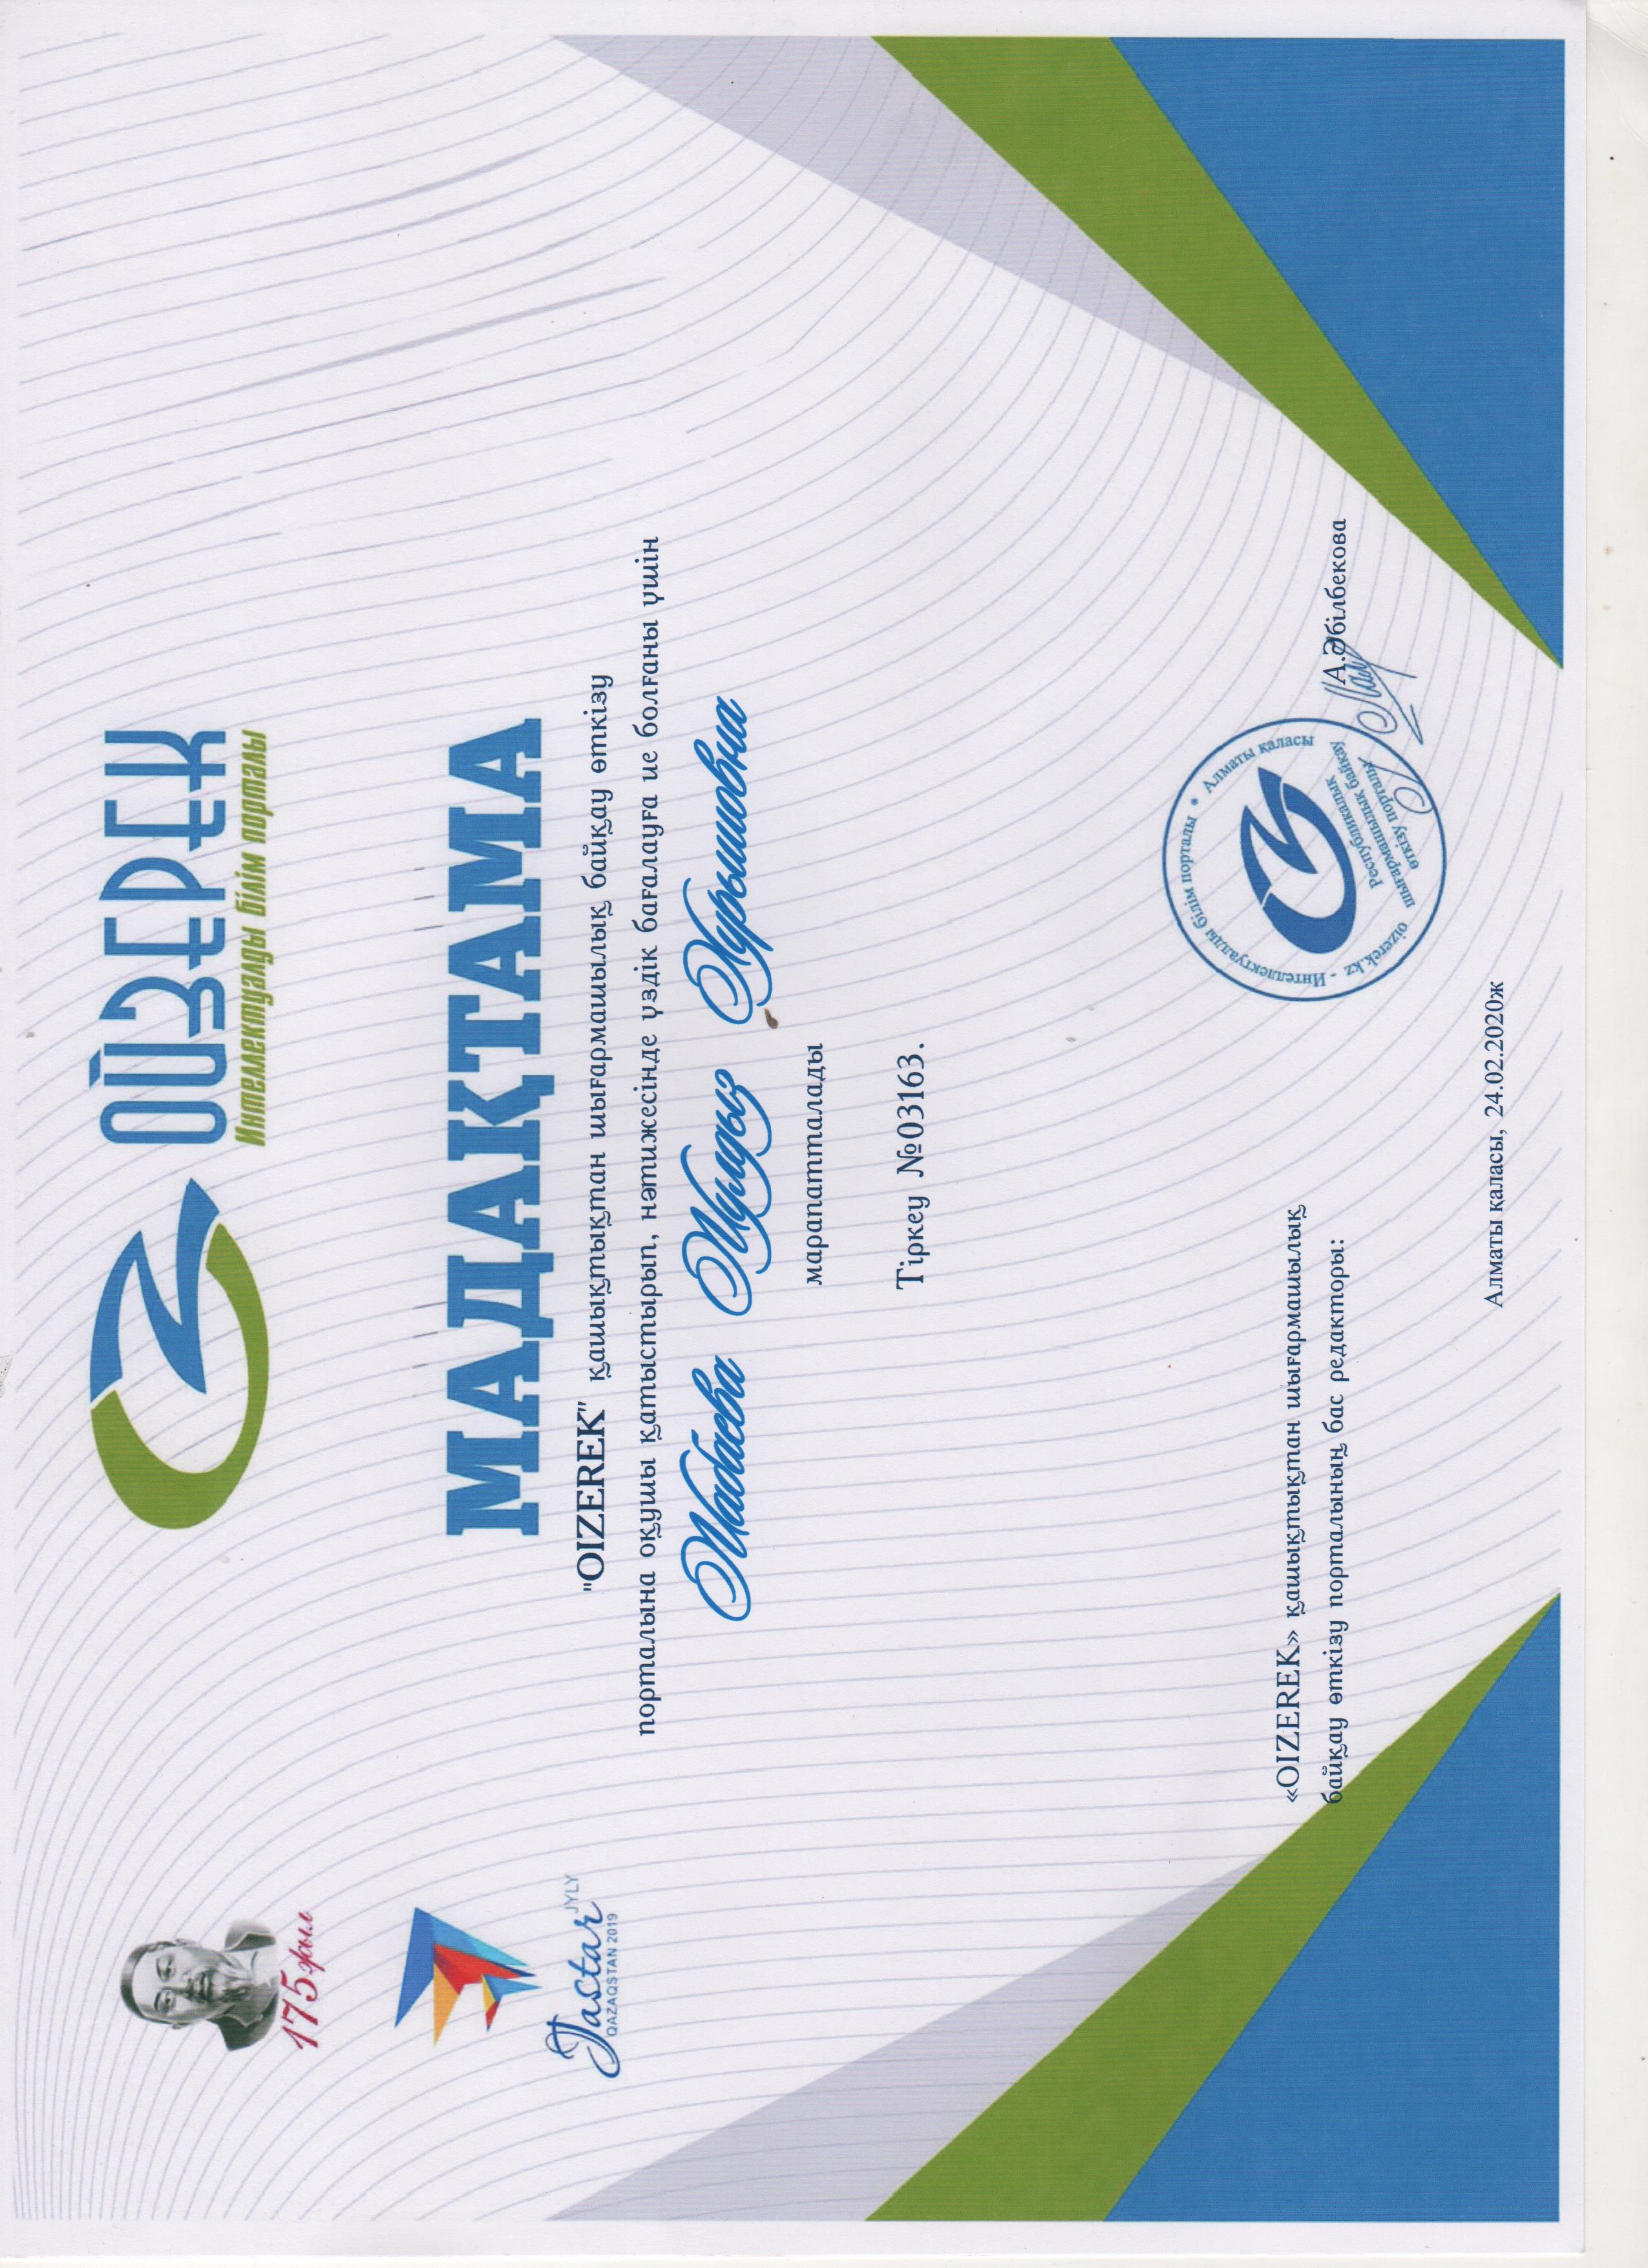 ОЙЗЕРЕК
Интеллектуалды білім порталы
175 жыл
Jastar JYLY
QAZAQSTAN 2019
МАДАҚТАМА
"OIZEREK" қашықтықтан шығармашылық байқау өткізу
порталына оқушы қатыстырып, нәтижесінде үздік бағалауға ие болғаны үшін
Жабаева Жулдыз
марапатталады
Тіркеу №03163.
«OIZEREK» қашықтықтан шығармашылық
байқау өткізу порталының бас редакторы:
oizerek.kz - Интеллектуалды білім порталы * Алматы қаласы
Республикалық
шығармашылық байқау
өткізу порталы
А.Әбілбекова
Алматы қаласы, 24.02.2020ж